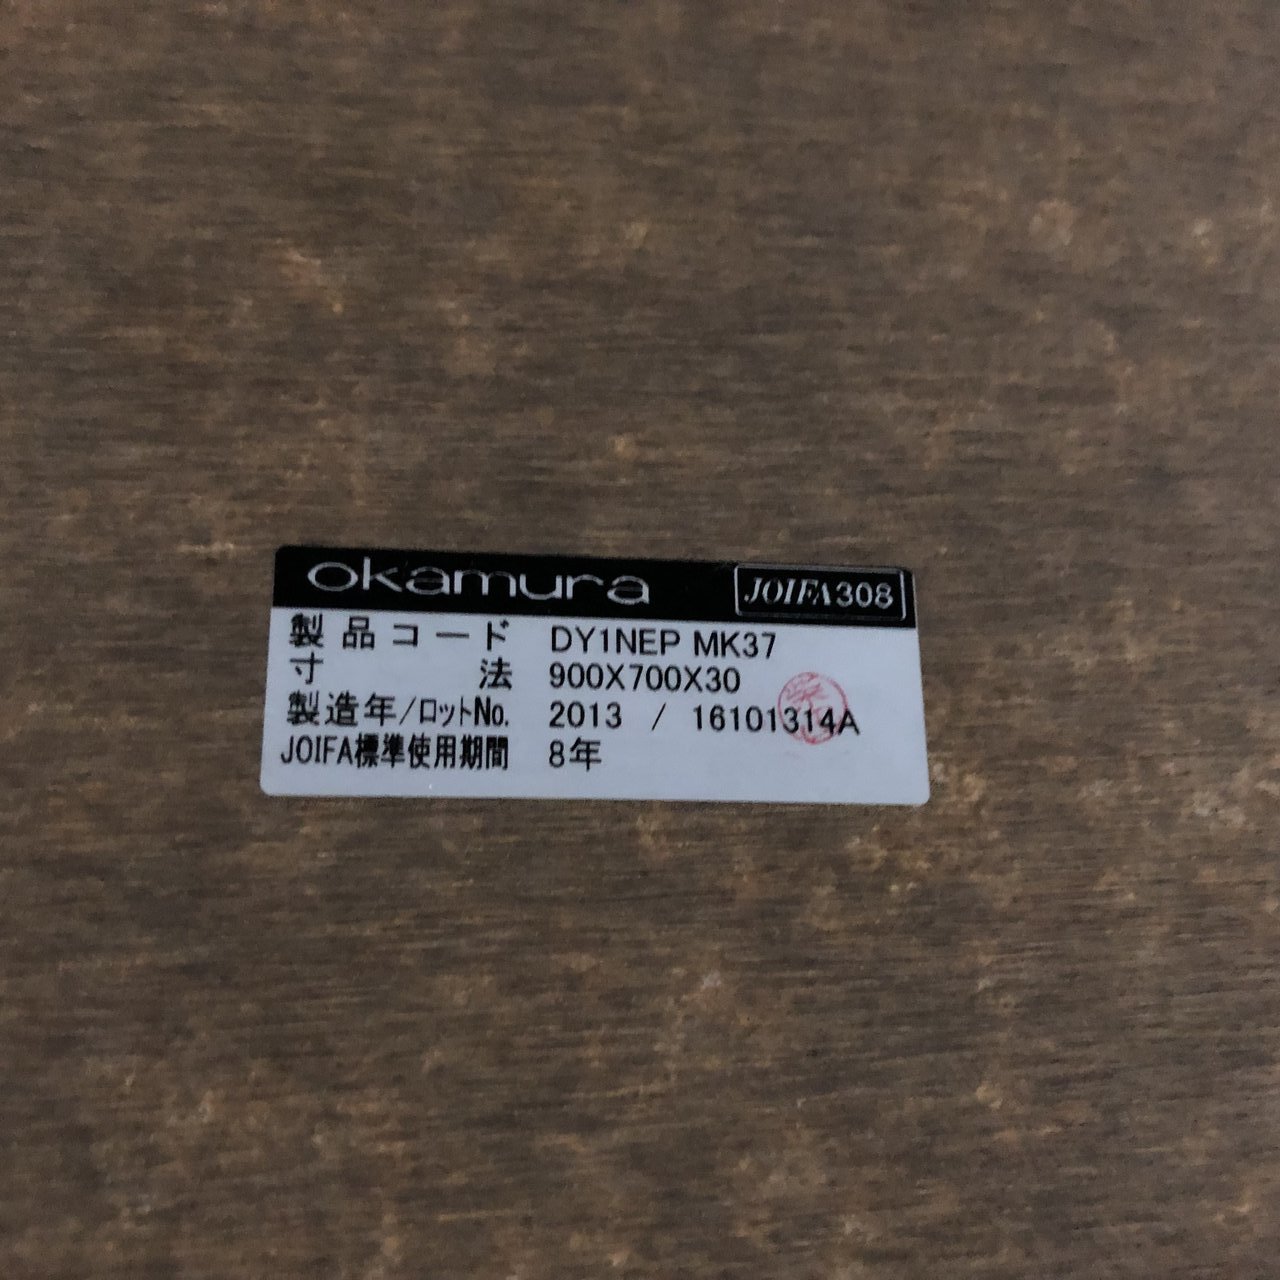 okamura JOIFA308
製品コード DY1NEP MK37
寸法 900X700X30
製造年/ロットNo. 2013 / 16101314A
JOIFA標準使用期間 8年